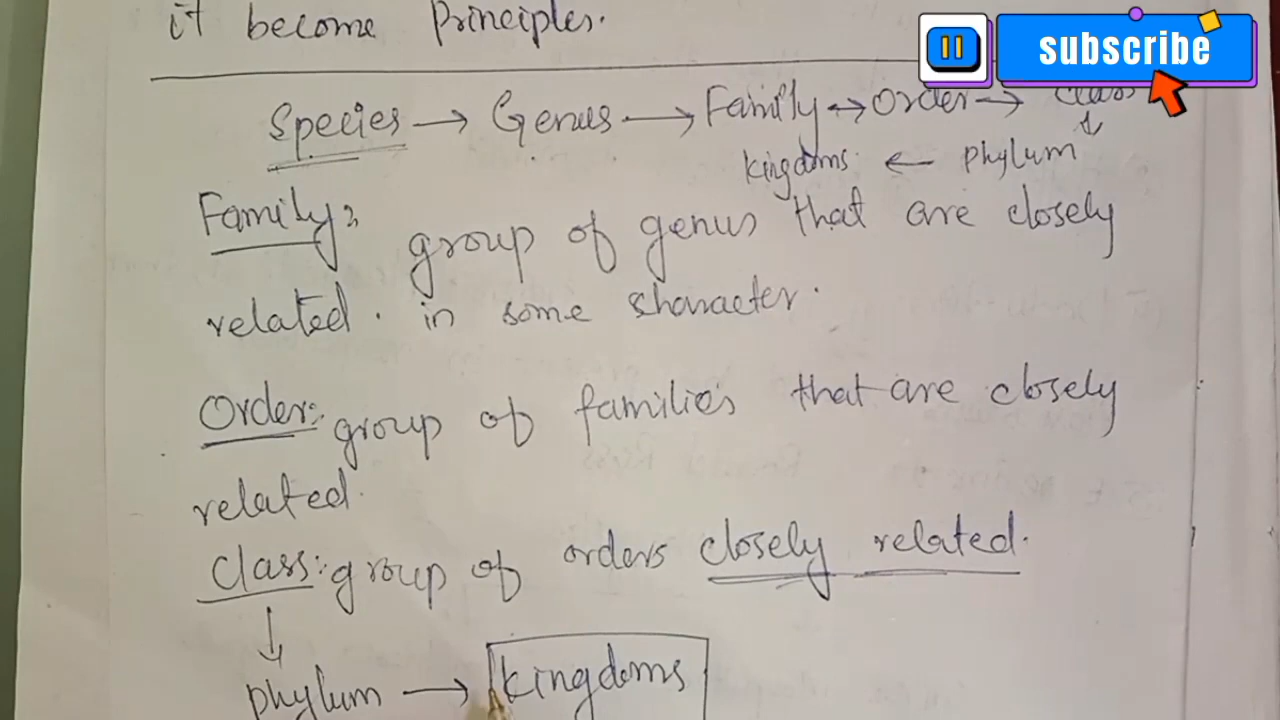 it become Principles.
subscribe
Species → Genus → Family ↔ Order → Class
↓
kingdoms ← phylum
Family: group of genus that are closely
related. in some character.
Order: group of families that are closely
related.
Class: group of orders closely related.
↓
phylum → kingdoms